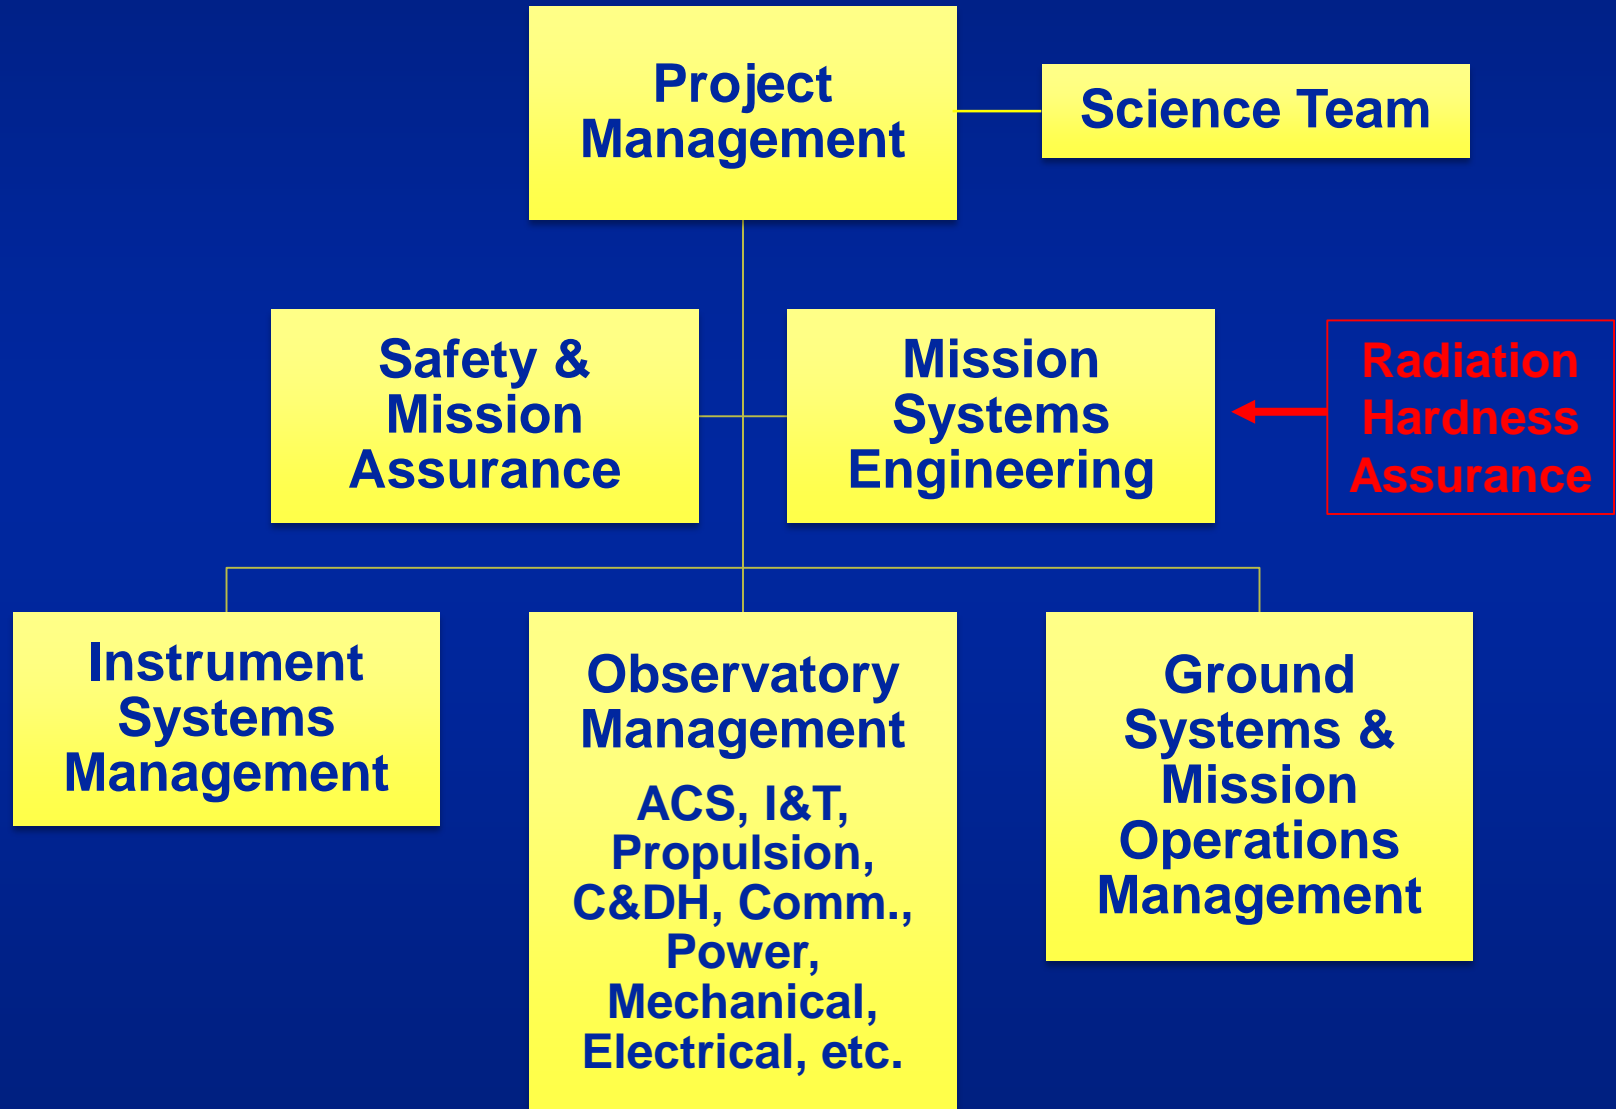 Project
Management
Science Team
Safety &
Mission
Assurance
Mission
Systems
Engineering
Radiation
Hardness
Assurance
Instrument
Systems
Management
Observatory
Management
ACS, I&T,
Propulsion,
C&DH, Comm.,
Power,
Mechanical,
Electrical, etc.
Ground
Systems &
Mission
Operations
Management